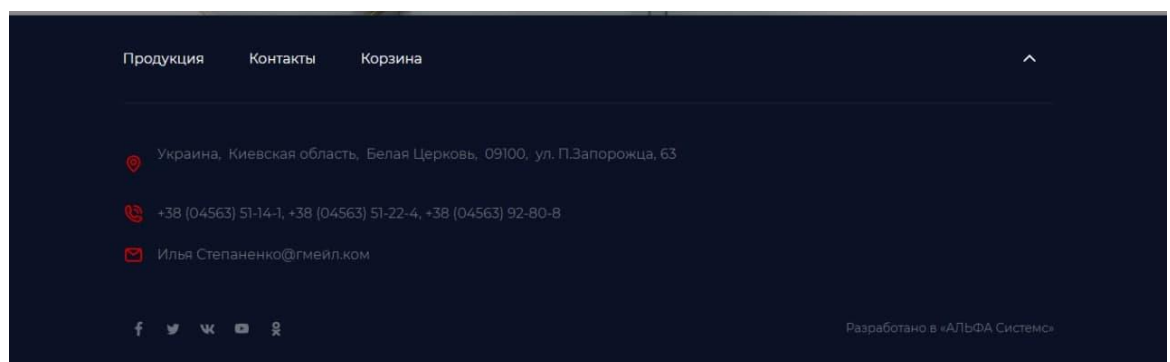 Продукция Контакты Корзина
Украина, Киевская область, Белая Церковь, 09100, ул. П.Запорожца, 63
+38 (04563) 51-14-1, +38 (04563) 51-22-4, +38 (04563) 92-80-8
Илья Степаненко@гмейл.ком
Разработано в «АЛЬФА Системс»